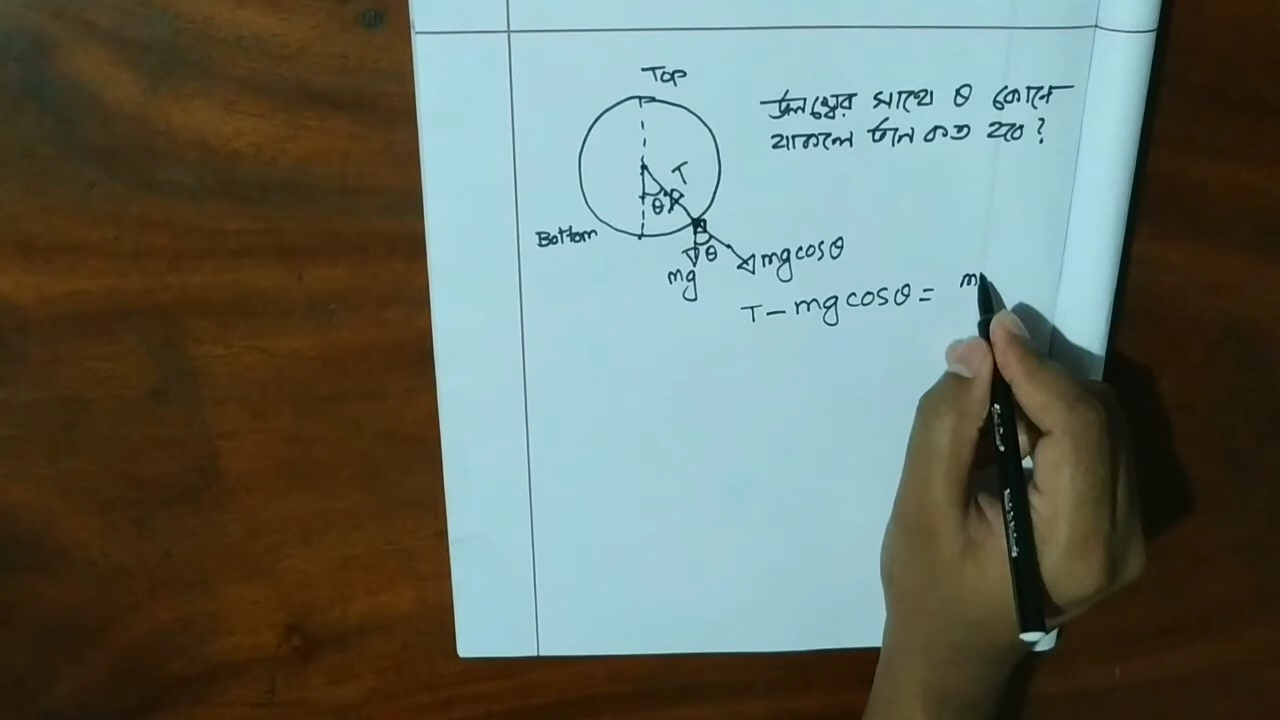 Top
উলম্বের সাথে θ কোনে
থাকলে টান কত হবে?
T
θ
Bottom
θ
mg
mgcosθ
T - mgcosθ = m